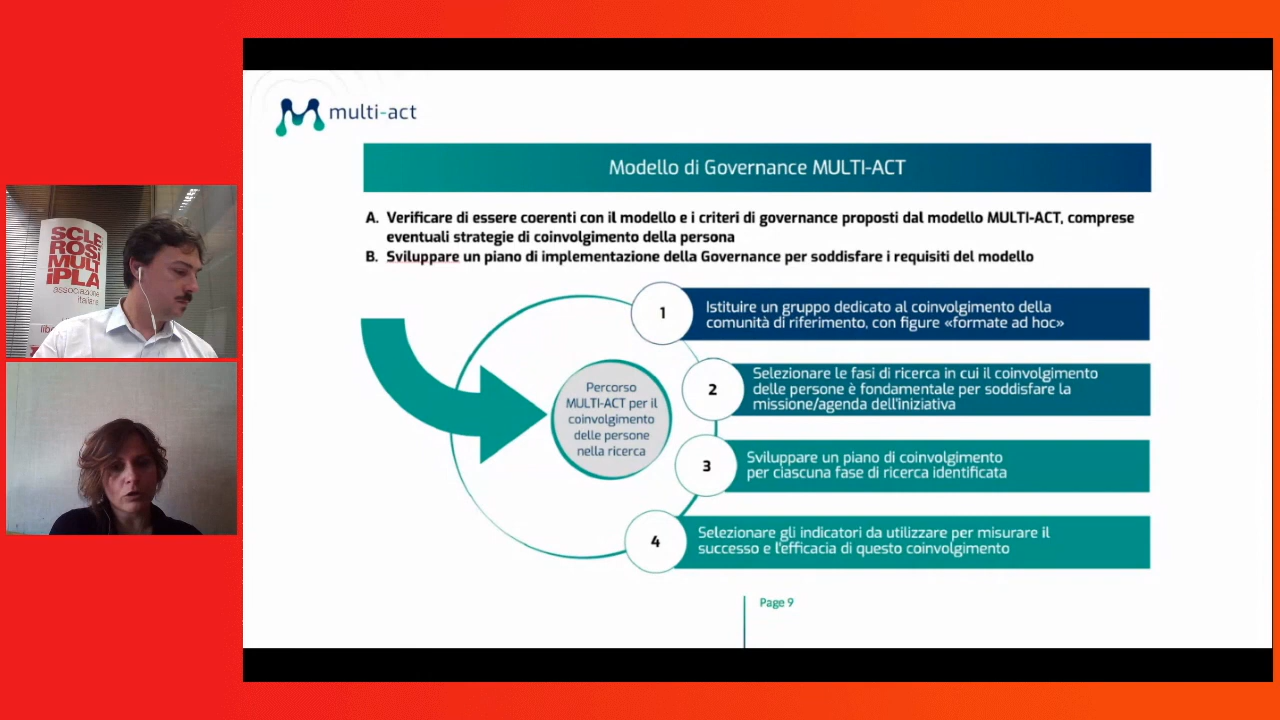 multi-act
Modello di Governance MULTI-ACT
A. Verificare di essere coerenti con il modello e i criteri di governance proposti dal modello MULTI-ACT, comprese
eventuali strategie di coinvolgimento della persona
B. Sviluppare un piano di implementazione della Governance per soddisfare i requisiti del modello
1
Istituire un gruppo dedicato al coinvolgimento della
comunità di riferimento, con figure «formate ad hoc»
2
Selezionare le fasi di ricerca in cui il coinvolgimento
delle persone è fondamentale per soddisfare la
missione/agenda dell'iniziativa
Percorso
MULTI-ACT per il
coinvolgimento
delle persone
nella ricerca
3
Sviluppare un piano di coinvolgimento
per ciascuna fase di ricerca identificata
4
Selezionare gli indicatori da utilizzare per misurare il
successo e l'efficacia di questo coinvolgimento
Page 9
SCLE
ROSI
MULT
iPLA
associazione
italiana